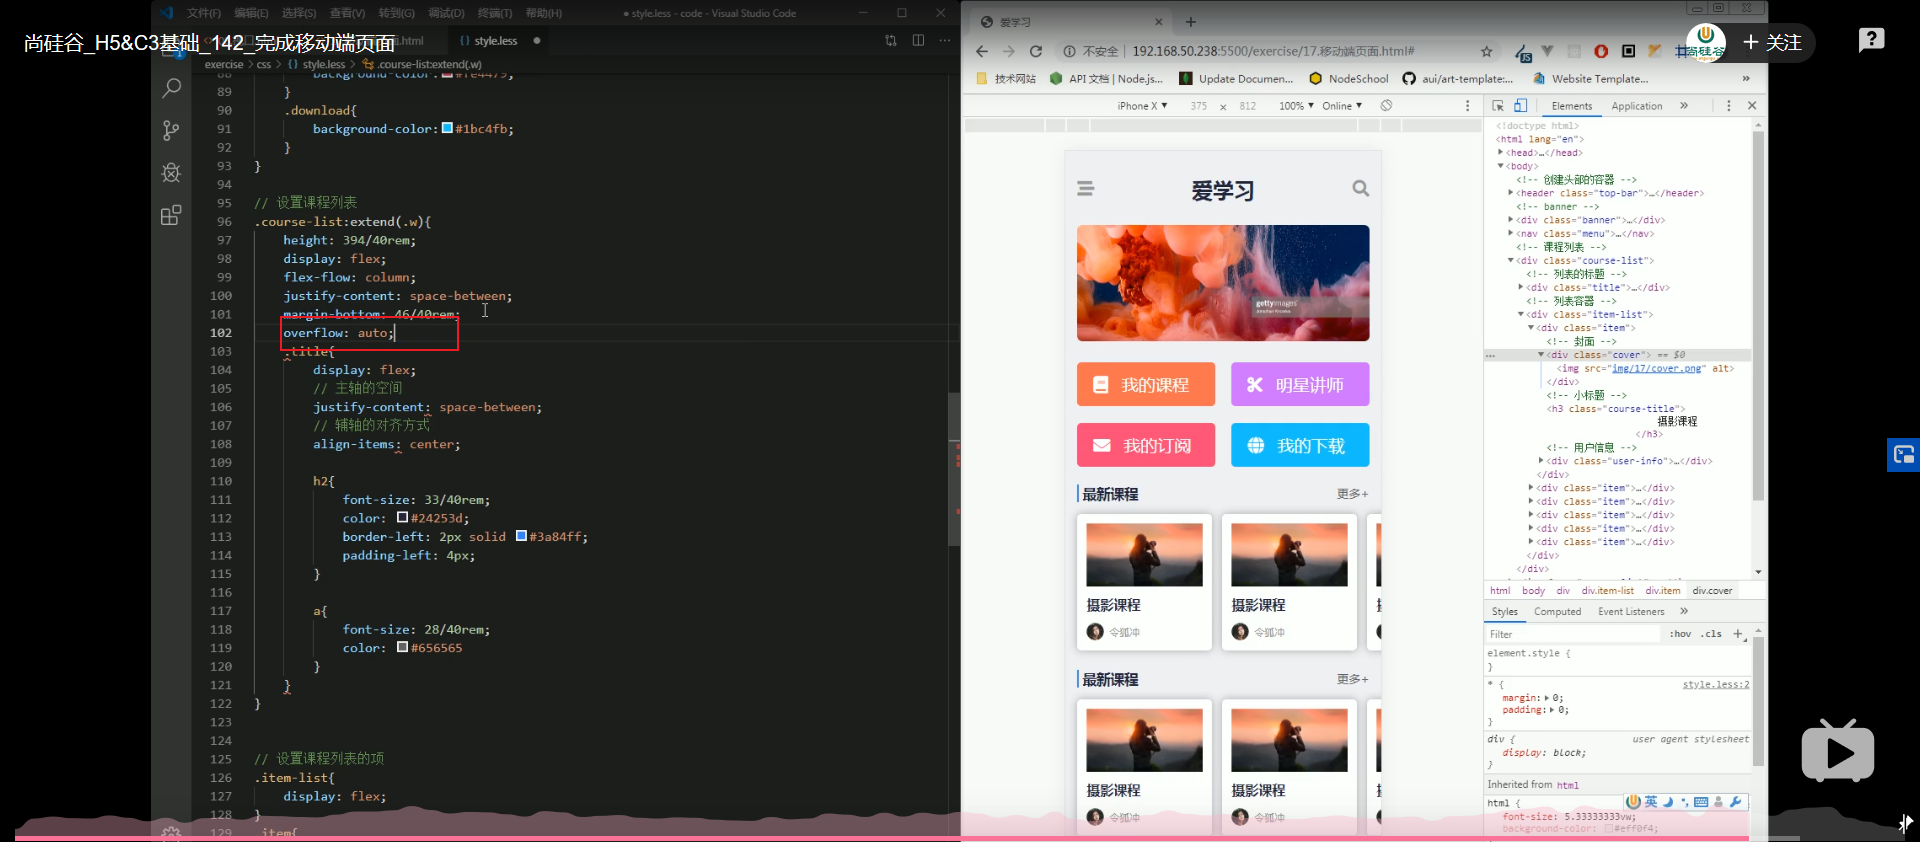 尚硅谷_H5&C3基础_142_完成移动端页面
文件(F) 编辑(E) 选择(S) 查看(V) 转到(G) 调试(D) 终端(T) 帮助(H)
● style.less - code - Visual Studio Code
style.less ●
exercise > css > {} style.less > .course-list:extend(.w)
88 background-color: #fe4479;
89 }
90 .download{
91 background-color: #1bc4fb;
92 }
93 }
94
95 // 设置课程列表
96 .course-list:extend(.w){
97 height: 394/40rem;
98 display: flex;
99 flex-flow: column;
100 justify-content: space-between;
101 margin-bottom: 46/40rem;
102 overflow: auto;
103 .title{
104 display: flex;
105 // 主轴的空间
106 justify-content: space-between;
107 // 辅轴的对齐方式
108 align-items: center;
109
110 h2{
111 font-size: 33/40rem;
112 color: #24253d;
113 border-left: 2px solid #3a84ff;
114 padding-left: 4px;
115 }
116
117 a{
118 font-size: 28/40rem;
119 color: #656565
120 }
121 }
122 }
123
124
125 // 设置课程列表的项
126 .item-list{
127 display: flex;
128 }
129 .item{
爱学习
不安全 | 192.168.50.238:5500/exercise/17.移动端页面.html#
尚硅谷
+ 关注
技术网站 API 文档 | Node.js... Update Documen... NodeSchool aui/art-template:... Website Template... »
iPhone X ▼ 375 x 812 100% ▼ Online ▼
爱学习
gettyimages
我的课程 明星讲师
我的订阅 我的下载
最新课程 更多+
摄影课程 摄影课程
令狐冲 令狐冲
最新课程 更多+
摄影课程 摄影课程
令狐冲 令狐冲
Elements Application »
<!doctype html>
<html lang="en">
▶<head>…</head>
▼<body>
<!-- 创建头部的容器 -->
▶<header class="top-bar">…</header>
<!-- banner -->
▶<div class="banner">…</div>
▶<nav class="menu">…</nav>
<!-- 课程列表 -->
▼<div class="course-list">
<!-- 列表的标题 -->
▶<div class="title">…</div>
<!-- 列表容器 -->
▼<div class="item-list">
▼<div class="item">
<!-- 封面 -->
… ▼<div class="cover"> == $0
<img src="img/17/cover.png" alt>
</div>
<!-- 小标题 -->
<h3 class="course-title">
摄影课程
</h3>
<!-- 用户信息 -->
▶<div class="user-info">…</div>
</div>
▶<div class="item">…</div>
▶<div class="item">…</div>
▶<div class="item">…</div>
▶<div class="item">…</div>
▶<div class="item">…</div>
</div>
</div>
html body div div.item-list div.item div.cover
Styles Computed Event Listeners »
Filter :hov .cls +
element.style {
}
* { style.less:2
margin:▶ 0;
padding:▶ 0;
}
div { user agent stylesheet
display: block;
}
Inherited from html
html {
英
font-size: 5.33333333vw;
background-color: #eff0f4;